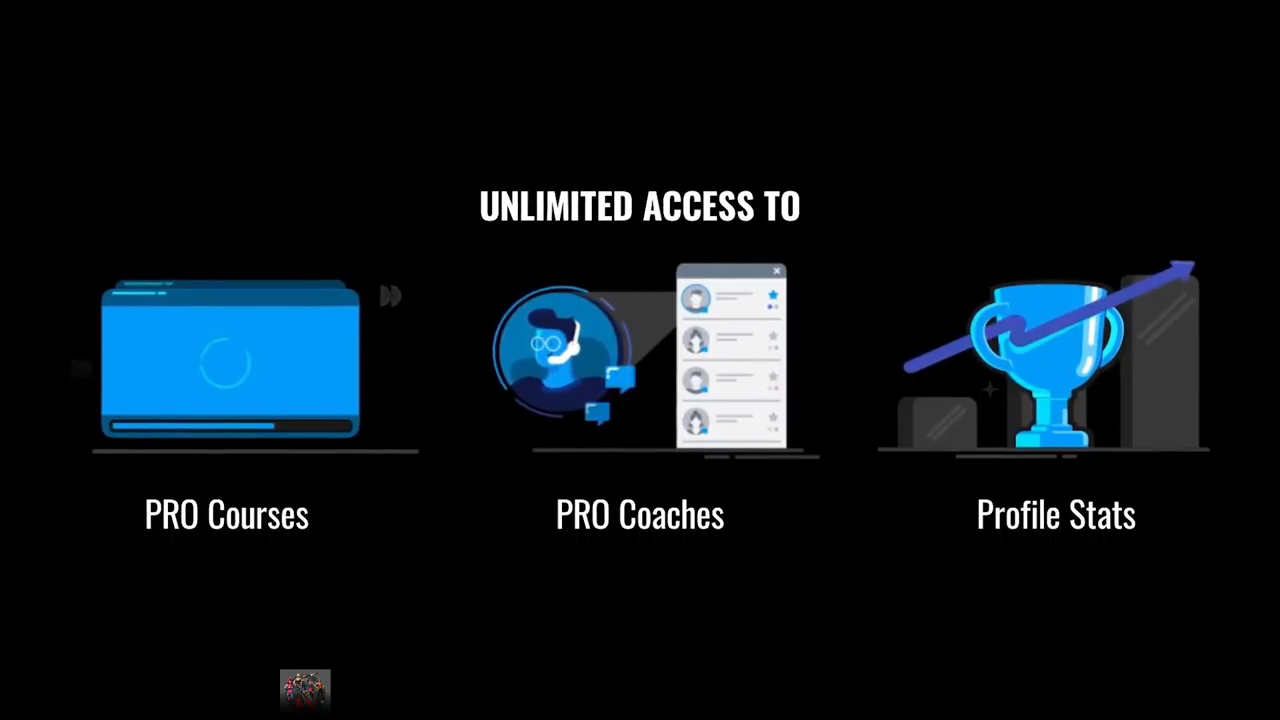 UNLIMITED ACCESS TO
PRO Courses
PRO Coaches
Profile Stats